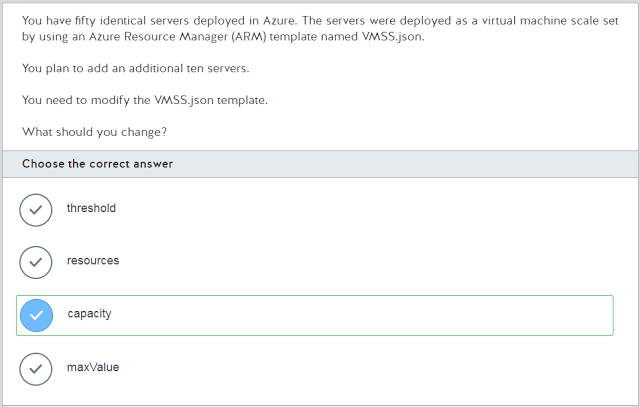 You have fifty identical servers deployed in Azure. The servers were deployed as a virtual machine scale set
by using an Azure Resource Manager (ARM) template named VMSS.json.
You plan to add an additional ten servers.
You need to modify the VMSS.json template.
What should you change?
Choose the correct answer
threshold
resources
capacity
maxValue